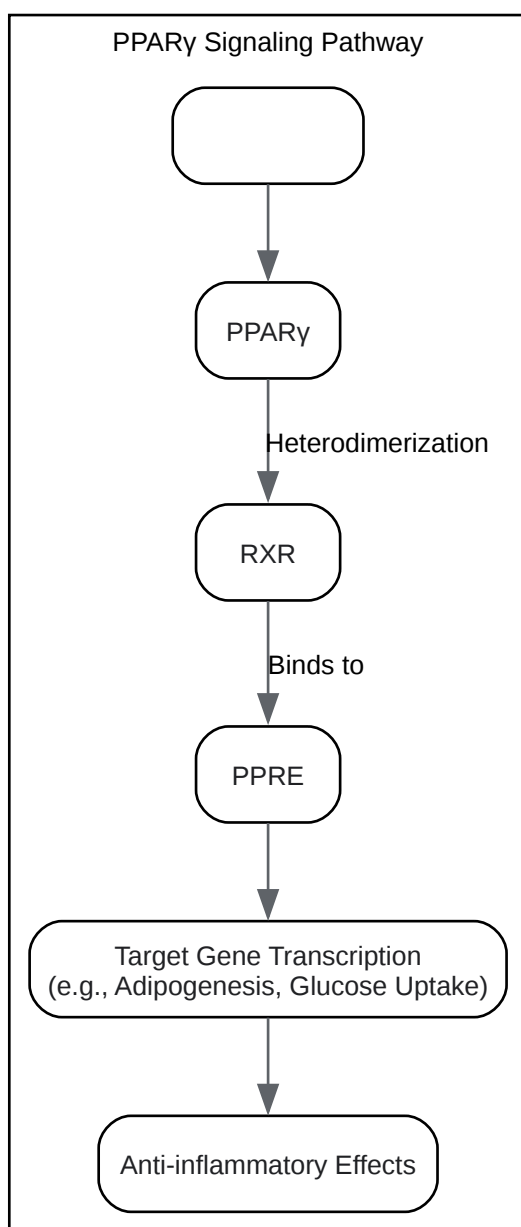 PPARγ Signaling Pathway
PPARγ
Heterodimerization
RXR
Binds to
PPRE
Target Gene Transcription
(e.g., Adipogenesis, Glucose Uptake)
Anti-inflammatory Effects